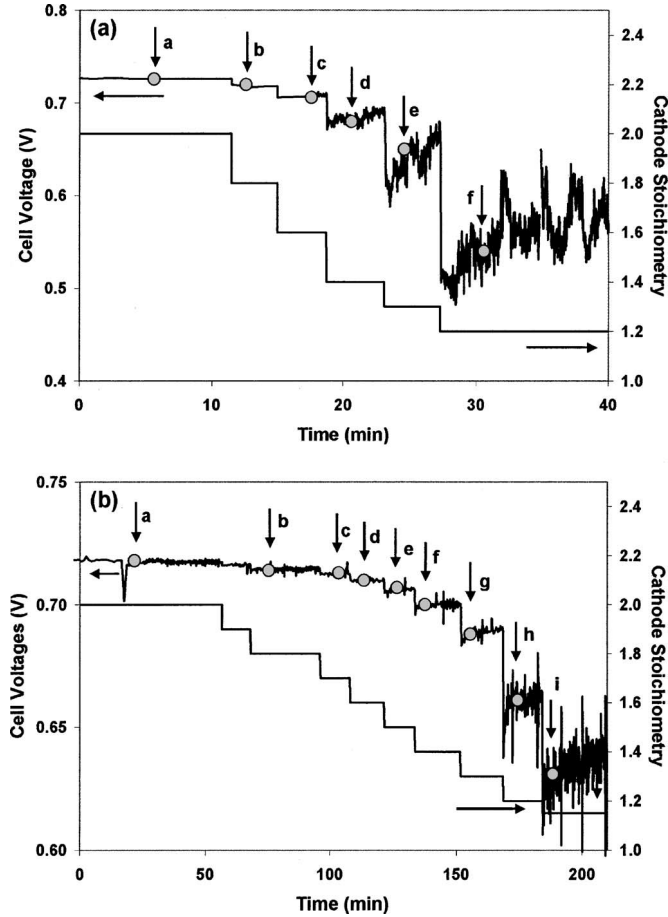 (a)
a
b
c
d
e
f
0.8
0.7
0.6
0.5
0.4
Cell Voltage (V)
2.4
2.2
2.0
1.8
1.6
1.4
1.2
1.0
Cathode Stoichiometry
0
10
20
30
40
Time (min)
(b)
a
b
c
d
e
f
g
h
i
0.75
0.70
0.65
0.60
Cell Voltages (V)
2.4
2.2
2.0
1.8
1.6
1.4
1.2
1.0
Cathode Stoichiometry
0
50
100
150
200
Time (min)